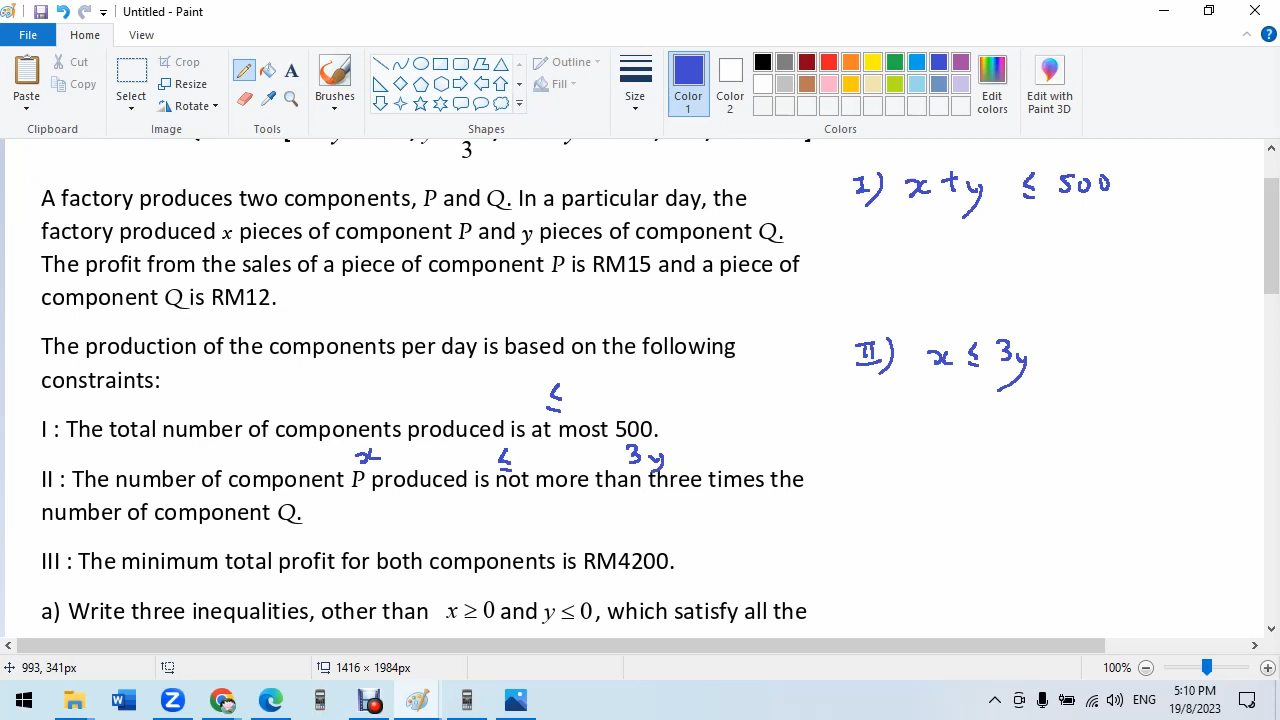 Untitled - Paint
File Home View
Cut
Copy
Paste
Clipboard
Select
Crop
Resize
Rotate
Image
Tools
Brushes
Shapes
Outline
Fill
Size
Color 1
Color 2
Edit colors
Edit with Paint 3D
Colors
3
A factory produces two components, P and Q. In a particular day, the
factory produced x pieces of component P and y pieces of component Q.
The profit from the sales of a piece of component P is RM15 and a piece of
component Q is RM12.
The production of the components per day is based on the following
constraints:
≤
I : The total number of components produced is at most 500.
x ≤ 3y
II : The number of component P produced is not more than three times the
number of component Q.
III : The minimum total profit for both components is RM4200.
a) Write three inequalities, other than x ≥ 0 and y ≤ 0, which satisfy all the
I) x + y ≤ 500
II) x ≤ 3y
993, 341px
1416 × 1984px
100%
ENG
5:10 PM
19/8/2023